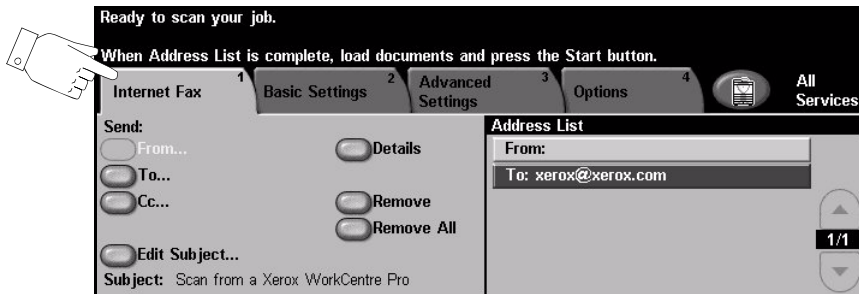 Ready to scan your job.
When Address List is complete, load documents and press the Start button.
Internet Fax 1
Basic Settings 2
Advanced Settings 3
Options 4
All Services
Send:
From...
Details
To...
Cc...
Remove
Remove All
Edit Subject...
Subject: Scan from a Xerox WorkCentre Pro
Address List
From:
To: xerox@xerox.com
1/1